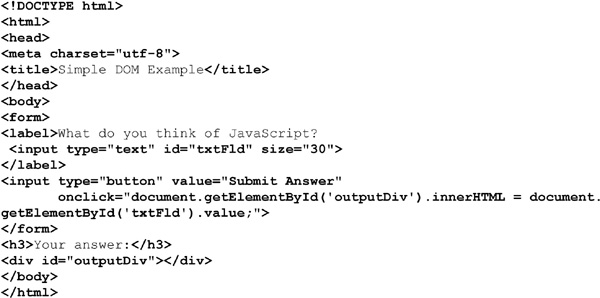 <!DOCTYPE html>
<html>
<head>
<meta charset="utf-8">
<title>Simple DOM Example</title>
</head>
<body>
<form>
<label>What do you think of JavaScript?
 <input type="text" id="txtFld" size="30">
</label>
<input type="button" value="Submit Answer"
       onclick="document.getElementById('outputDiv').innerHTML = document.
getElementById('txtFld').value;">
</form>
<h3>Your answer:</h3>
<div id="outputDiv"></div>
</body>
</html>